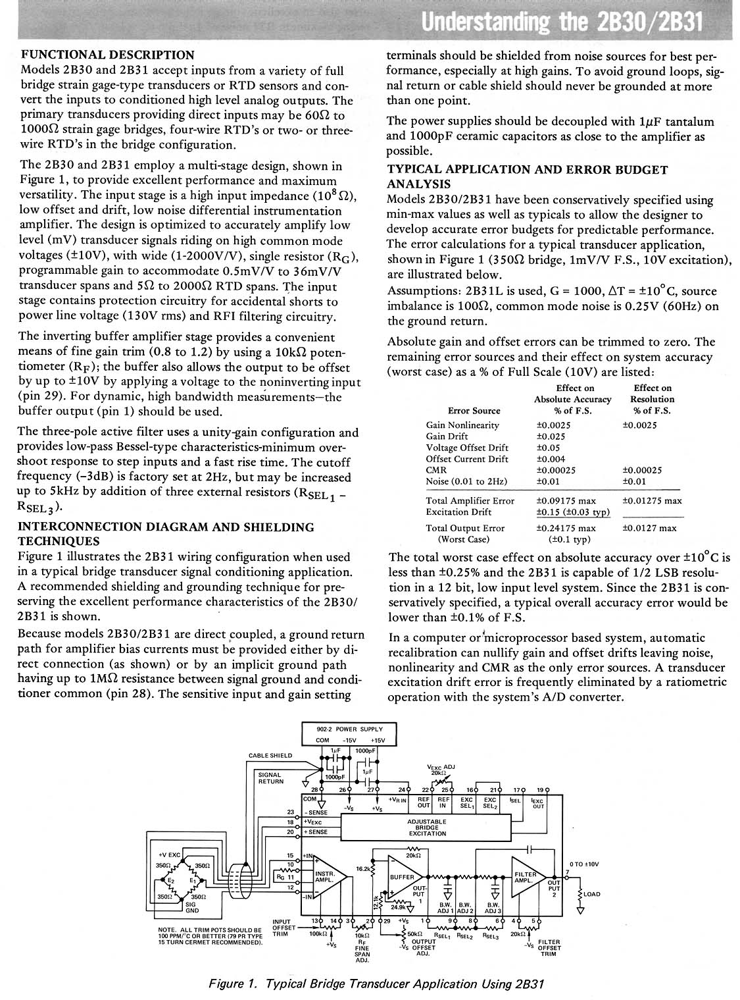 Understanding the 2B30/2B31
FUNCTIONAL DESCRIPTION
Models 2B30 and 2B31 accept inputs from a variety of full
bridge strain gage-type transducers or RTD sensors and con-
vert the inputs to conditioned high level analog outputs. The
primary transducers providing direct inputs may be 60Ω to
1000Ω strain gage bridges, four-wire RTD's or two- or three-
wire RTD's in the bridge configuration.
The 2B30 and 2B31 employ a multi-stage design, shown in
Figure 1, to provide excellent performance and maximum
versatility. The input stage is a high input impedance (10⁸Ω),
low offset and drift, low noise differential instrumentation
amplifier. The design is optimized to accurately amplify low
level (mV) transducer signals riding on high common mode
voltages (±10V), with wide (1-2000V/V), single resistor (RG),
programmable gain to accommodate 0.5mV/V to 36mV/V
transducer spans and 5Ω to 2000Ω RTD spans. The input
stage contains protection circuitry for accidental shorts to
power line voltage (130V rms) and RFI filtering circuitry.
The inverting buffer amplifier stage provides a convenient
means of fine gain trim (0.8 to 1.2) by using a 10kΩ poten-
tiometer (RF); the buffer also allows the output to be offset
by up to ±10V by applying a voltage to the noninverting input
(pin 29). For dynamic, high bandwidth measurements—the
buffer output (pin 1) should be used.
The three-pole active filter uses a unity-gain configuration and
provides low-pass Bessel-type characteristics-minimum over-
shoot response to step inputs and a fast rise time. The cutoff
frequency (–3dB) is factory set at 2Hz, but may be increased
up to 5kHz by addition of three external resistors (RSEL1 –
RSEL3).
INTERCONNECTION DIAGRAM AND SHIELDING
TECHNIQUES
Figure 1 illustrates the 2B31 wiring configuration when used
in a typical bridge transducer signal conditioning application.
A recommended shielding and grounding technique for pre-
serving the excellent performance characteristics of the 2B30/
2B31 is shown.
Because models 2B30/2B31 are direct coupled, a ground return
path for amplifier bias currents must be provided either by di-
rect connection (as shown) or by an implicit ground path
having up to 1MΩ resistance between signal ground and condi-
tioner common (pin 28). The sensitive input and gain setting
terminals should be shielded from noise sources for best per-
formance, especially at high gains. To avoid ground loops, sig-
nal return or cable shield should never be grounded at more
than one point.
The power supplies should be decoupled with 1µF tantalum
and 1000pF ceramic capacitors as close to the amplifier as
possible.
TYPICAL APPLICATION AND ERROR BUDGET
ANALYSIS
Models 2B30/2B31 have been conservatively specified using
min-max values as well as typicals to allow the designer to
develop accurate error budgets for predictable performance.
The error calculations for a typical transducer application,
shown in Figure 1 (350Ω bridge, 1mV/V F.S., 10V excitation),
are illustrated below.
Assumptions: 2B31L is used, G = 1000, ΔT = ±10°C, source
imbalance is 100Ω, common mode noise is 0.25V (60Hz) on
the ground return.
Absolute gain and offset errors can be trimmed to zero. The
remaining error sources and their effect on system accuracy
(worst case) as a % of Full Scale (10V) are listed:
Effect on Effect on
Absolute Accuracy Resolution
Error Source % of F.S. % of F.S.
Gain Nonlinearity ±0.0025 ±0.0025
Gain Drift ±0.025
Voltage Offset Drift ±0.05
Offset Current Drift ±0.004
CMR ±0.00025 ±0.00025
Noise (0.01 to 2Hz) ±0.01 ±0.01
Total Amplifier Error ±0.09175 max ±0.01275 max
Excitation Drift ±0.15 (±0.03 typ)
Total Output Error ±0.24175 max ±0.0127 max
(Worst Case) (±0.1 typ)
The total worst case effect on absolute accuracy over ±10°C is
less than ±0.25% and the 2B31 is capable of 1/2 LSB resolu-
tion in a 12 bit, low input level system. Since the 2B31 is con-
servatively specified, a typical overall accuracy error would be
lower than ±0.1% of F.S.
In a computer or microprocessor based system, automatic
recalibration can nullify gain and offset drifts leaving noise,
nonlinearity and CMR as the only error sources. A transducer
excitation drift error is frequently eliminated by a ratiometric
operation with the system's A/D converter.
902-2 POWER SUPPLY
COM -15V +15V
CABLE SHIELD
1µF 1000pF
SIGNAL
RETURN
1000pF 1µF
VEXC ADJ
20kΩ
28 26 27 24 22 25 16 21 17 19
COM -VS +VS +VR IN
REF OUT
REF IN
EXC SEL1
EXC SEL2
ISEL
IEXC OUT
23 - SENSE
18 +VEXC
20 + SENSE
ADJUSTABLE
BRIDGE
EXCITATION
+V EXC
350Ω 350Ω
E2 E1
350Ω 350Ω
SIG
GND
15 +IN
10
RG 11
12 -IN
INSTR.
AMPL.
16.2k
20kΩ
BUFFER
OUT-
PUT
1
12.1k
24.9k
B.W. ADJ 1
B.W. ADJ 2
B.W. ADJ 3
FILTER
AMPL.
OUT
PUT
2
7
0 TO ±10V
LOAD
INPUT
OFFSET
TRIM
13 14 3 2 29 +VS 1 9 8 6 4 5
100kΩ
+VS
10kΩ
RF
FINE
SPAN
ADJ.
50kΩ
-VS
OUTPUT
OFFSET
ADJ.
RSEL1 RSEL2 RSEL3
20kΩ
-VS
FILTER
OFFSET
TRIM
NOTE. ALL TRIM POTS SHOULD BE
100 PPM/°C OR BETTER (79 PR TYPE
15 TURN CERMET RECOMMENDED).
Figure 1. Typical Bridge Transducer Application Using 2B31